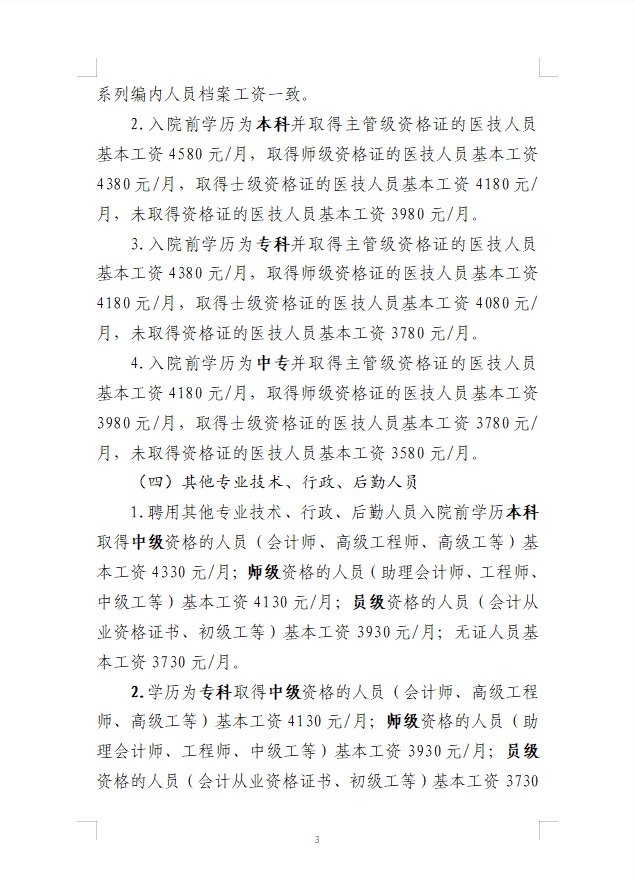 系列编内人员档案工资一致。
2.入院前学历为本科并取得主管级资格证的医技人员
基本工资 4580 元/月，取得师级资格证的医技人员基本工资
4380 元/月，取得士级资格证的医技人员基本工资 4180 元/
月，未取得资格证的医技人员基本工资 3980 元/月。
3.入院前学历为专科并取得主管级资格证的医技人员
基本工资 4380 元/月，取得师级资格证的医技人员基本工资
4180 元/月，取得士级资格证的医技人员基本工资 4080 元/
月，未取得资格证的医技人员基本工资 3780 元/月。
4.入院前学历为中专并取得主管级资格证的医技人员
基本工资 4180 元/月，取得师级资格证的医技人员基本工资
3980 元/月，取得士级资格证的医技人员基本工资 3780 元/
月，未取得资格证的医技人员基本工资 3580 元/月。
（四）其他专业技术、行政、后勤人员
1.聘用其他专业技术、行政、后勤人员入院前学历本科
取得中级资格的人员（会计师、高级工程师、高级工等）基
本工资 4330 元/月；师级资格的人员（助理会计师、工程师、
中级工等）基本工资 4130 元/月；员级资格的人员（会计从
业资格证书、初级工等）基本工资 3930 元/月；无证人员基
本工资 3730 元/月。
2.学历为专科取得中级资格的人员（会计师、高级工程
师、高级工等）基本工资 4130 元/月；师级资格的人员（助
理会计师、工程师、中级工等）基本工资 3930 元/月；员级
资格的人员（会计从业资格证书、初级工等）基本工资 3730
3